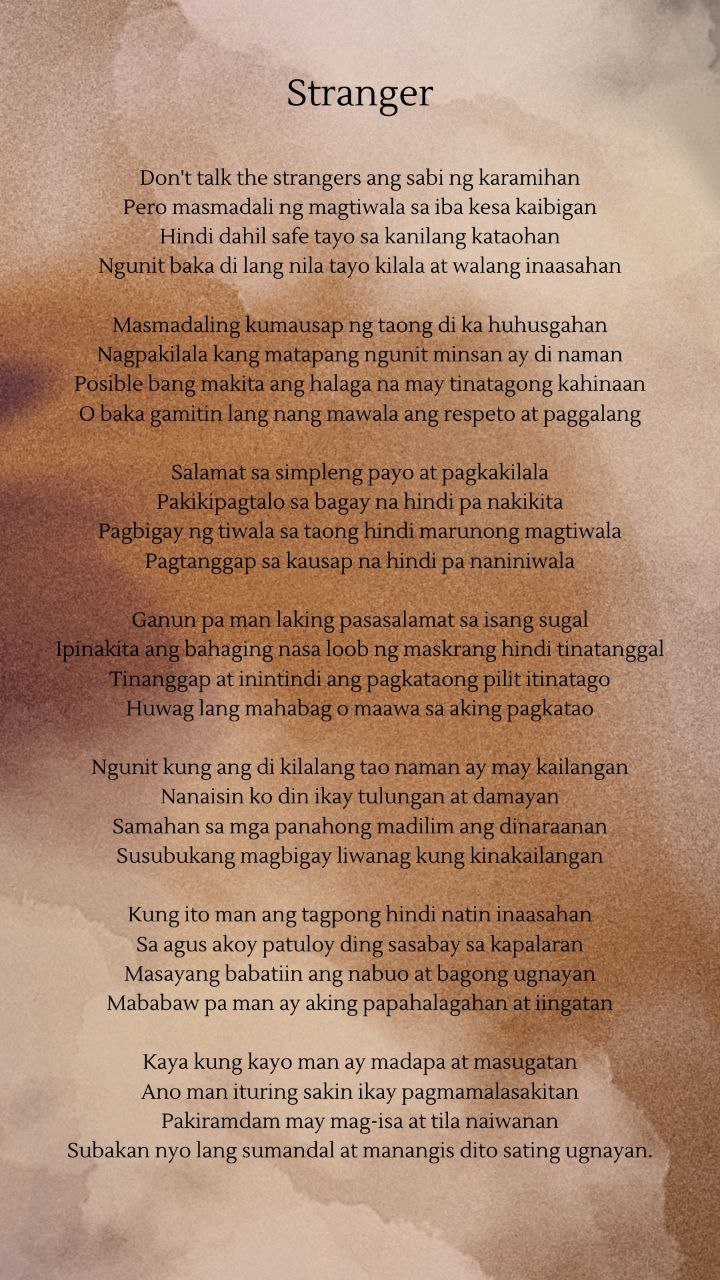 Stranger
Don't talk the strangers ang sabi ng karamihan
Pero masmadali ng magtiwala sa iba kesa kaibigan
Hindi dahil safe tayo sa kanilang kataohan
Ngunit baka di lang nila tayo kilala at walang inaasahan
Masmadaling kumausap ng taong di ka huhusgahan
Nagpakilala kang matapang ngunit minsan ay di naman
Posible bang makita ang halaga na may tinatagong kahinaan
O baka gamitin lang nang mawala ang respeto at paggalang
Salamat sa simpleng payo at pagkakilala
Pakikipagtalo sa bagay na hindi pa nakikita
Pagbigay ng tiwala sa taong hindi marunong magtiwala
Pagtanggap sa kausap na hindi pa naniniwala
Ganun pa man laking pasasalamat sa isang sugal
Ipinakita ang bahaging nasa loob ng maskrang hindi tinatanggal
Tinanggap at inintindi ang pagkataong pilit itinatago
Huwag lang mahabag o maawa sa aking pagkatao
Ngunit kung ang di kilalang tao naman ay may kailangan
Nanaisin ko din ikay tulungan at damayan
Samahan sa mga panahong madilim ang dinaraanan
Susubukang magbigay liwanag kung kinakailangan
Kung ito man ang tagpong hindi natin inaasahan
Sa agus akoy patuloy ding sasabay sa kapalaran
Masayang babatiin ang nabuo at bagong ugnayan
Mababaw pa man ay aking papahalagahan at iingatan
Kaya kung kayo man ay madapa at masugatan
Ano man ituring sakin ikay pagmamalasakitan
Pakiramdam may mag-isa at tila naiwanan
Subakan nyo lang sumandal at manangis dito sating ugnayan.